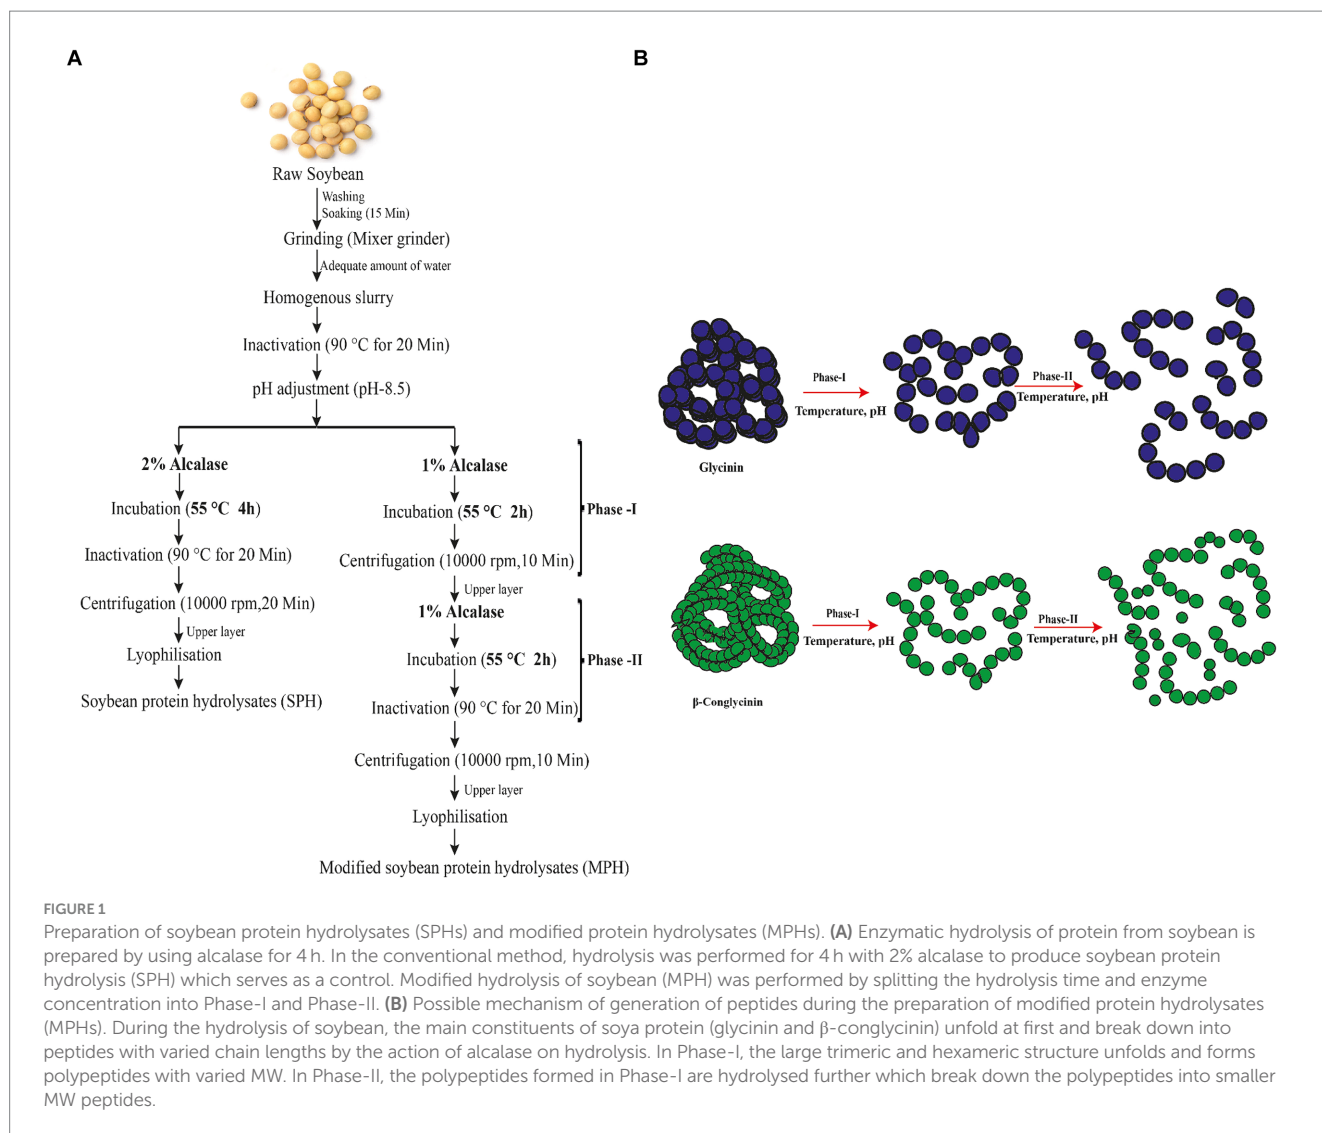 A
Raw Soybean
Washing
Soaking (15 Min)
Grinding (Mixer grinder)
Adequate amount of water
Homogenous slurry
Inactivation (90 °C for 20 Min)
pH adjustment (pH-8.5)
2% Alcalase
Incubation (55 °C 4h)
Inactivation (90 °C for 20 Min)
Centrifugation (10000 rpm,20 Min)
Upper layer
Lyophilisation
Soybean protein hydrolysates (SPH)
1% Alcalase
Incubation (55 °C 2h)
Centrifugation (10000 rpm,10 Min)
Phase -I
Upper layer
1% Alcalase
Incubation (55 °C 2h)
Inactivation (90 °C for 20 Min)
Phase -II
Centrifugation (10000 rpm,10 Min)
Upper layer
Lyophilisation
Modified soybean protein hydrolysates (MPH)
B
Glycinin
Phase-I
Temperature, pH
Phase-II
Temperature, pH
β-Conglycinin
Phase-I
Temperature, pH
Phase-II
Temperature, pH
FIGURE 1
Preparation of soybean protein hydrolysates (SPHs) and modified protein hydrolysates (MPHs). (A) Enzymatic hydrolysis of protein from soybean is
prepared by using alcalase for 4 h. In the conventional method, hydrolysis was performed for 4 h with 2% alcalase to produce soybean protein
hydrolysis (SPH) which serves as a control. Modified hydrolysis of soybean (MPH) was performed by splitting the hydrolysis time and enzyme
concentration into Phase-I and Phase-II. (B) Possible mechanism of generation of peptides during the preparation of modified protein hydrolysates
(MPHs). During the hydrolysis of soybean, the main constituents of soya protein (glycinin and β-conglycinin) unfold at first and break down into
peptides with varied chain lengths by the action of alcalase on hydrolysis. In Phase-I, the large trimeric and hexameric structure unfolds and forms
polypeptides with varied MW. In Phase-II, the polypeptides formed in Phase-I are hydrolysed further which break down the polypeptides into smaller
MW peptides.